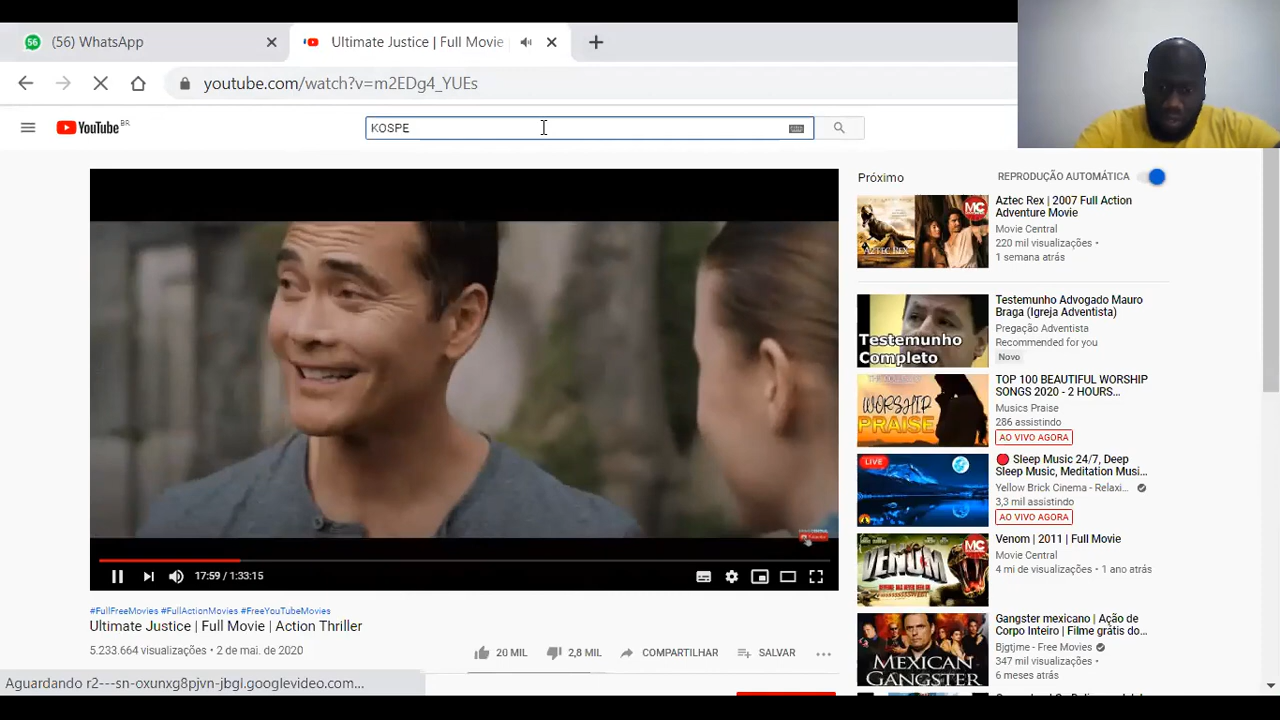 56
(56) WhatsApp
Ultimate Justice | Full Movie
youtube.com/watch?v=m2EDg4_YUEs
YouTube BR
KOSPE
Próximo
REPRODUÇÃO AUTOMÁTICA
MC
Aztec Rex | 2007 Full Action
Adventure Movie
Movie Central
220 mil visualizações •
1 semana atrás
Testemunho
Completo
Testemunho Advogado Mauro
Braga (Igreja Adventista)
Pregação Adventista
Recommended for you
Novo
WORSHIP
PRAISE
TOP 100 BEAUTIFUL WORSHIP
SONGS 2020 - 2 HOURS...
Musics Praise
286 assistindo
AO VIVO AGORA
LIVE
Sleep Music 24/7, Deep
Sleep Music, Meditation Musi...
Yellow Brick Cinema - Relaxi...
3,3 mil assistindo
AO VIVO AGORA
MC
VENOM
Venom | 2011 | Full Movie
Movie Central
4 mi de visualizações • 1 ano atrás
MEXICAN
GANGSTER
Gangster mexicano | Ação de
Corpo Inteiro | Filme grátis do...
Bjgtjme - Free Movies
347 mil visualizações •
6 meses atrás
17:59 / 1:33:15
#FullFreeMovies #FullActionMovies #FreeYouTubeMovies
Ultimate Justice | Full Movie | Action Thriller
5.233.664 visualizações • 2 de mai. de 2020
20 MIL
2,8 MIL
COMPARTILHAR
SALVAR
Aguardando r2---sn-oxunxg8pjvn-jbgl.googlevideo.com...